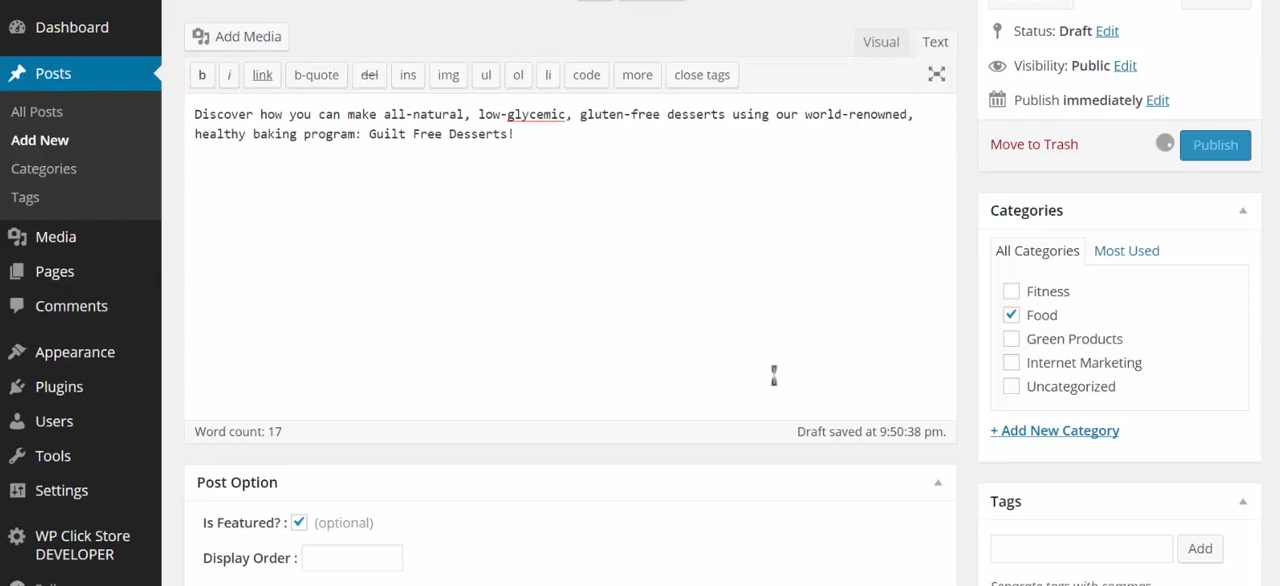 Dashboard
Posts
All Posts
Add New
Categories
Tags
Media
Pages
Comments
Appearance
Plugins
Users
Tools
Settings
WP Click Store
DEVELOPER
Add Media
Visual
Text
b
i
link
b-quote
del
ins
img
ul
ol
li
code
more
close tags
Discover how you can make all-natural, low-glycemic, gluten-free desserts using our world-renowned,
healthy baking program: Guilt Free Desserts!
Word count: 17
Draft saved at 9:50:38 pm.
Post Option
Is Featured? : (optional)
Display Order :
Status: Draft Edit
Visibility: Public Edit
Publish immediately Edit
Move to Trash
Publish
Categories
All Categories
Most Used
Fitness
Food
Green Products
Internet Marketing
Uncategorized
+ Add New Category
Tags
Add
Separate tags with commas